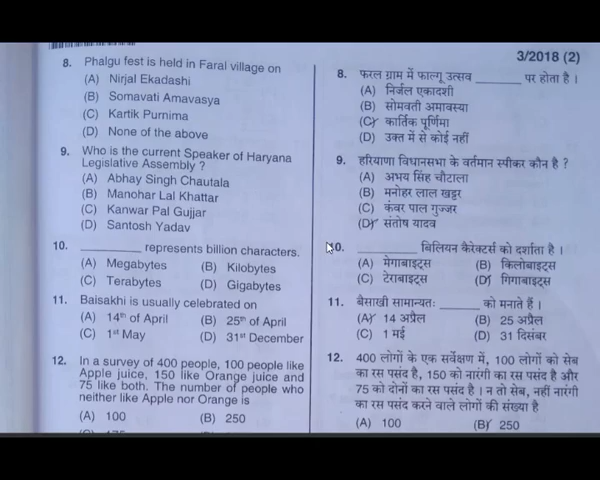 3/2018 (2)
8. Phalgu fest is held in Faral village on
(A) Nirjal Ekadashi
(B) Somavati Amavasya
(C) Kartik Purnima
(D) None of the above
9. Who is the current Speaker of Haryana
Legislative Assembly ?
(A) Abhay Singh Chautala
(B) Manohar Lal Khattar
(C) Kanwar Pal Gujjar
(D) Santosh Yadav
10. __________ represents billion characters.
(A) Megabytes (B) Kilobytes
(C) Terabytes (D) Gigabytes
11. Baisakhi is usually celebrated on
(A) 14th of April (B) 25th of April
(C) 1st May (D) 31st December
12. In a survey of 400 people, 100 people like
Apple juice, 150 like Orange juice and
75 like both. The number of people who
neither like Apple nor Orange is
(A) 100 (B) 250
8. फरल ग्राम में फाल्गू उत्सव ________ पर होता है ।
(A) निर्जल एकादशी
(B) सोमवती अमावस्या
(C) कार्तिक पूर्णिमा
(D) उक्त में से कोई नहीं
9. हरियाणा विधानसभा के वर्तमान स्पीकर कौन है ?
(A) अभय सिंह चौटाला
(B) मनोहर लाल खट्टर
(C) कंवर पाल गुज्जर
(D) संतोष यादव
10. __________ बिलियन कैरेक्टर्स को दर्शाता है ।
(A) मेगाबाइट्स (B) किलोबाइट्स
(C) टेराबाइट्स (D) गिगाबाइट्स
11. बैसाखी सामान्यतः ________ को मनाते हैं ।
(A) 14 अप्रैल (B) 25 अप्रैल
(C) 1 मई (D) 31 दिसंबर
12. 400 लोगों के एक सर्वेक्षण में, 100 लोगों को सेब
का रस पसंद है, 150 को नारंगी का रस पसंद है और
75 को दोनों का रस पसंद है । न तो सेब, नहीं नारंगी
का रस पसंद करने वाले लोगों की संख्या है
(A) 100 (B) 250